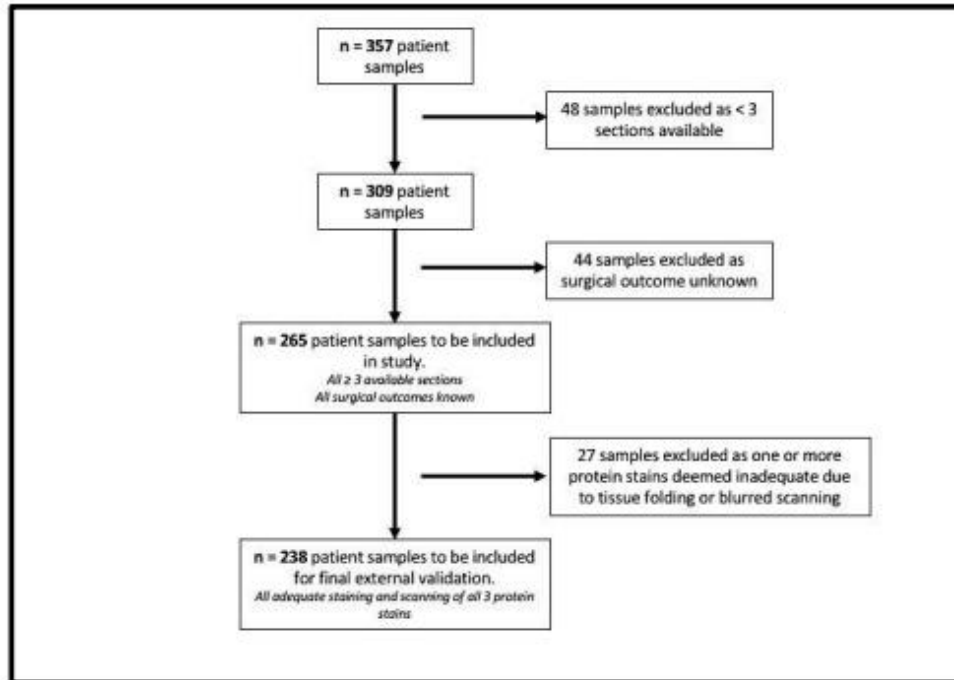 n = 357 patient
samples
48 samples excluded as < 3
sections available
n = 309 patient
samples
44 samples excluded as
surgical outcome unknown
n = 265 patient samples to be included
in study.
All ≥ 3 available sections
All surgical outcomes known
27 samples excluded as one or more
protein stains deemed inadequate due
to tissue folding or blurred scanning
n = 238 patient samples to be included
for final external validation.
All adequate staining and scanning of all 3 protein
stains